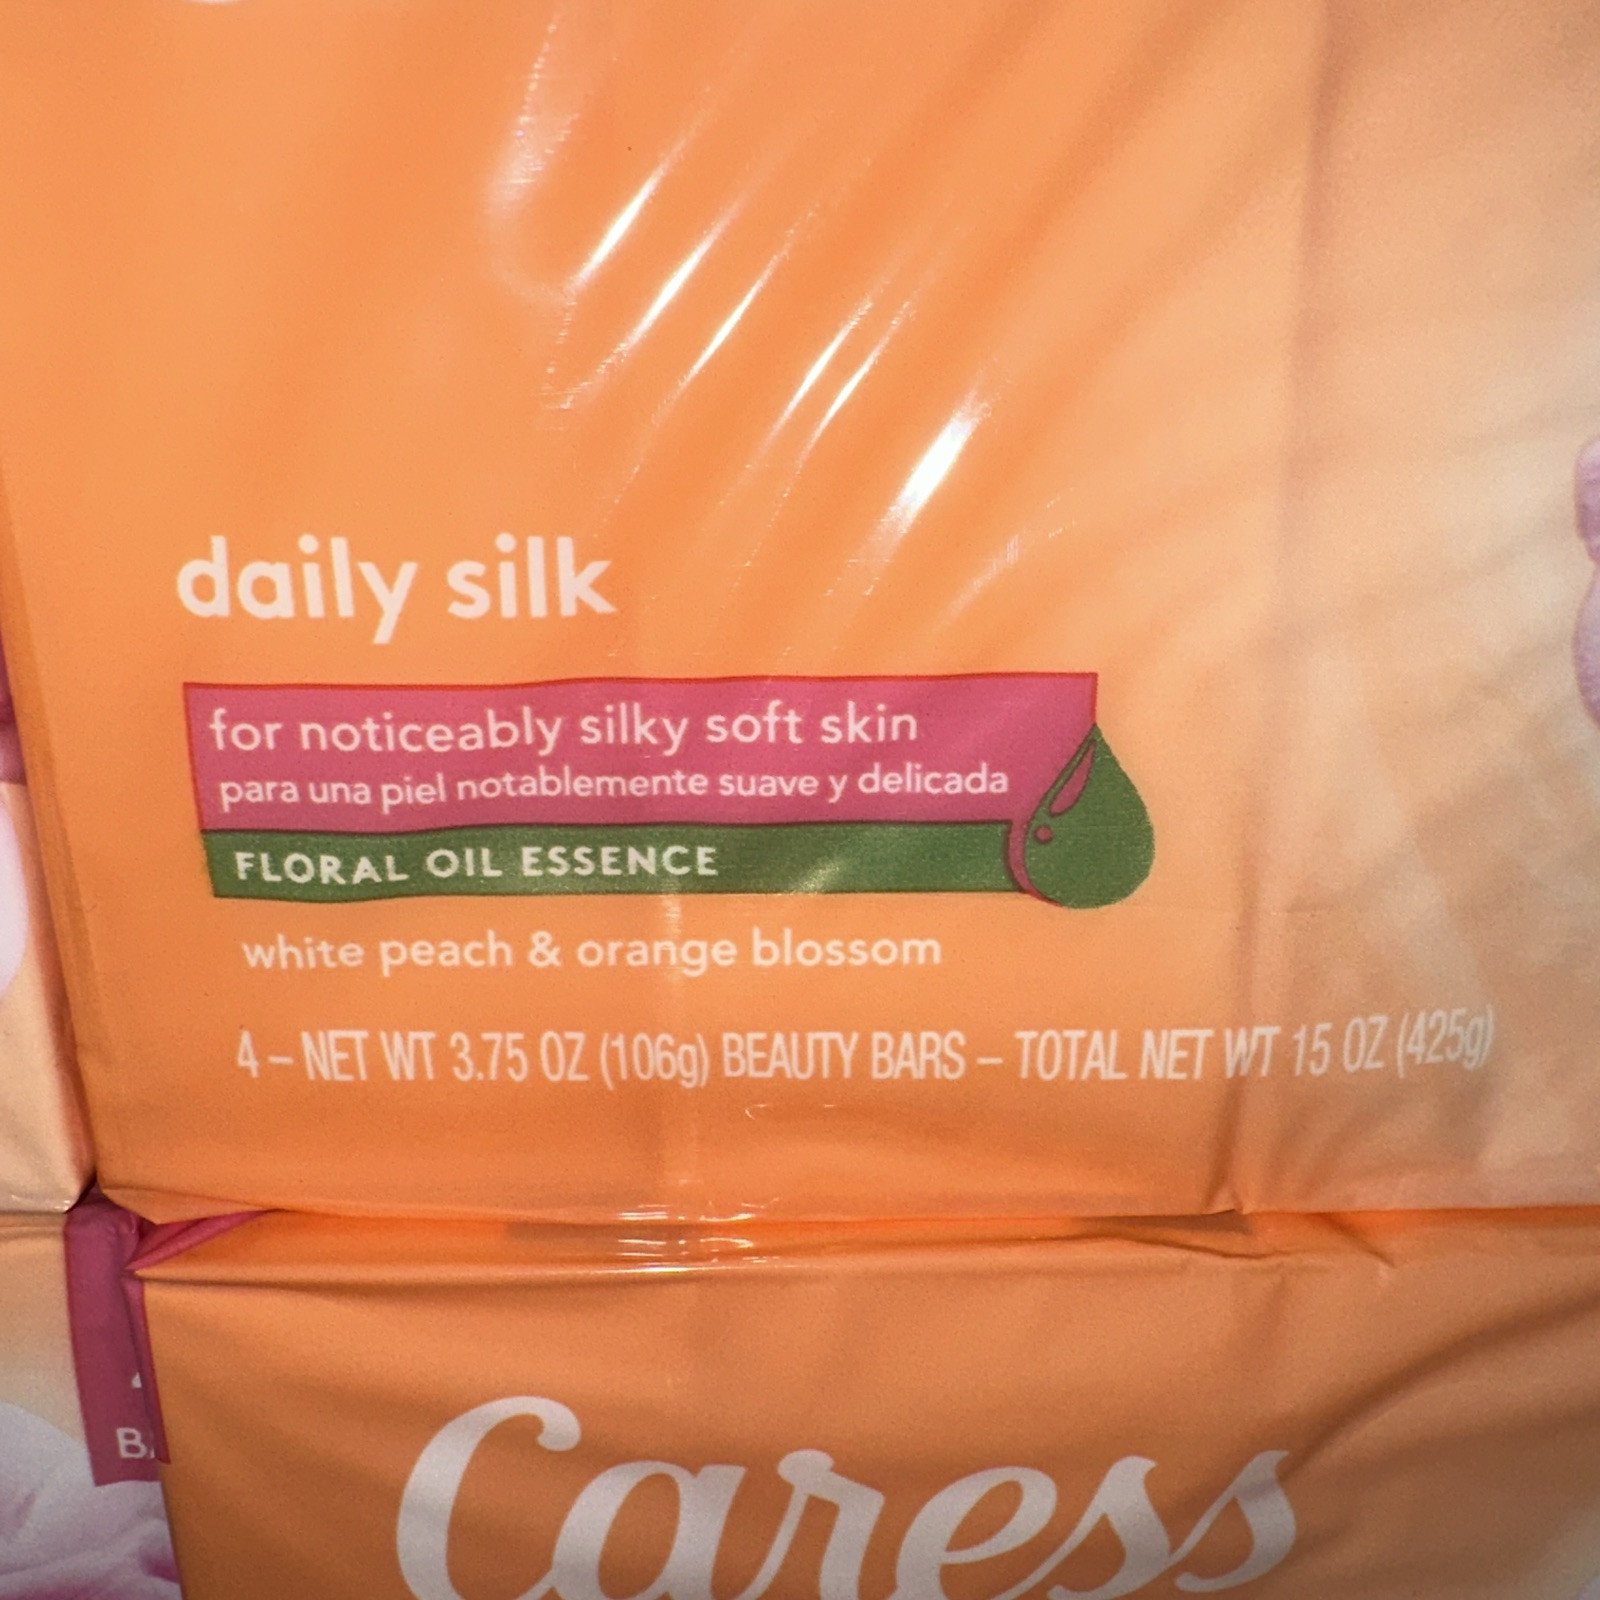 daily silk
for noticeably silky soft skin
para una piel notablemente suave y delicada
FLORAL OIL ESSENCE
white peach & orange blossom
4 – NET WT 3.75 OZ (106g) BEAUTY BARS – TOTAL NET WT 15 OZ (425g)
Caress